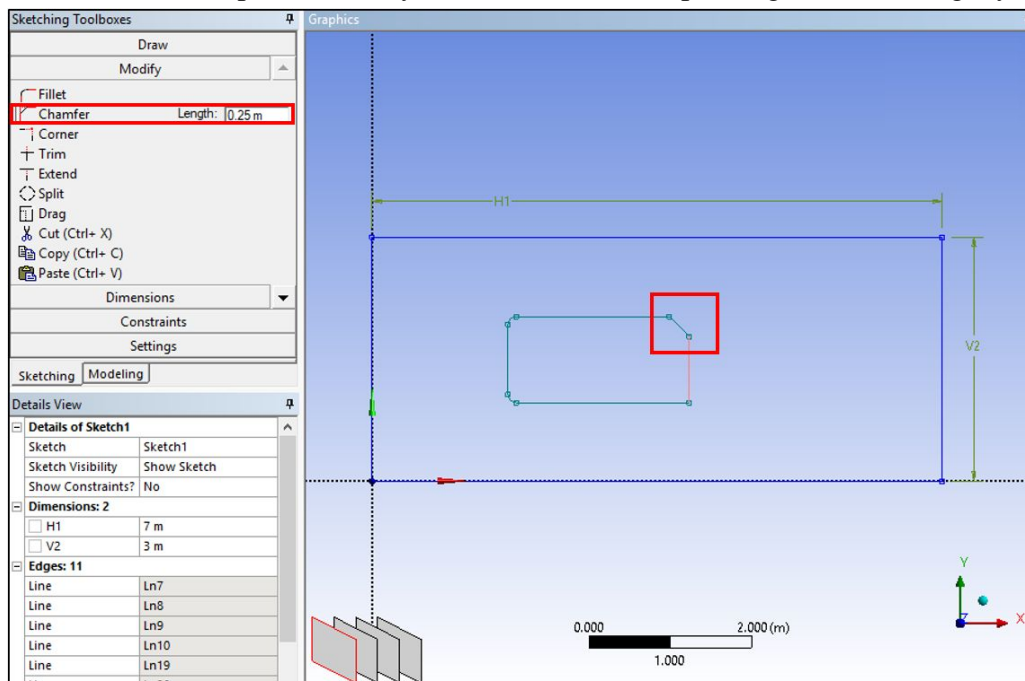 Sketching Toolboxes
Graphics
Draw
Modify
Fillet
Chamfer Length: 0.25 m
Corner
Trim
Extend
Split
Drag
Cut (Ctrl+ X)
Copy (Ctrl+ C)
Paste (Ctrl+ V)
Dimensions
Constraints
Settings
Sketching Modeling
Details View
Details of Sketch1
Sketch Sketch1
Sketch Visibility Show Sketch
Show Constraints? No
Dimensions: 2
H1 7 m
V2 3 m
Edges: 11
Line Ln7
Line Ln8
Line Ln9
Line Ln10
Line Ln19
H1
V2
0.000 2.000 (m)
1.000
Y
Z X